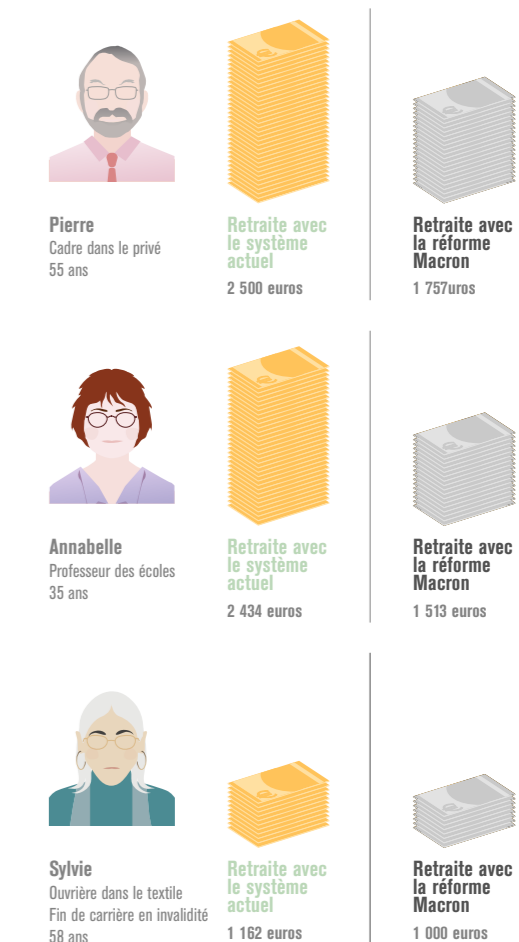 Pierre
Cadre dans le privé
55 ans
Retraite avec
le système
actuel
2 500 euros
Retraite avec
la réforme
Macron
1 757uros
Annabelle
Professeur des écoles
35 ans
Retraite avec
le système
actuel
2 434 euros
Retraite avec
la réforme
Macron
1 513 euros
Sylvie
Ouvrière dans le textile
Fin de carrière en invalidité
58 ans
Retraite avec
le système
actuel
1 162 euros
Retraite avec
la réforme
Macron
1 000 euros